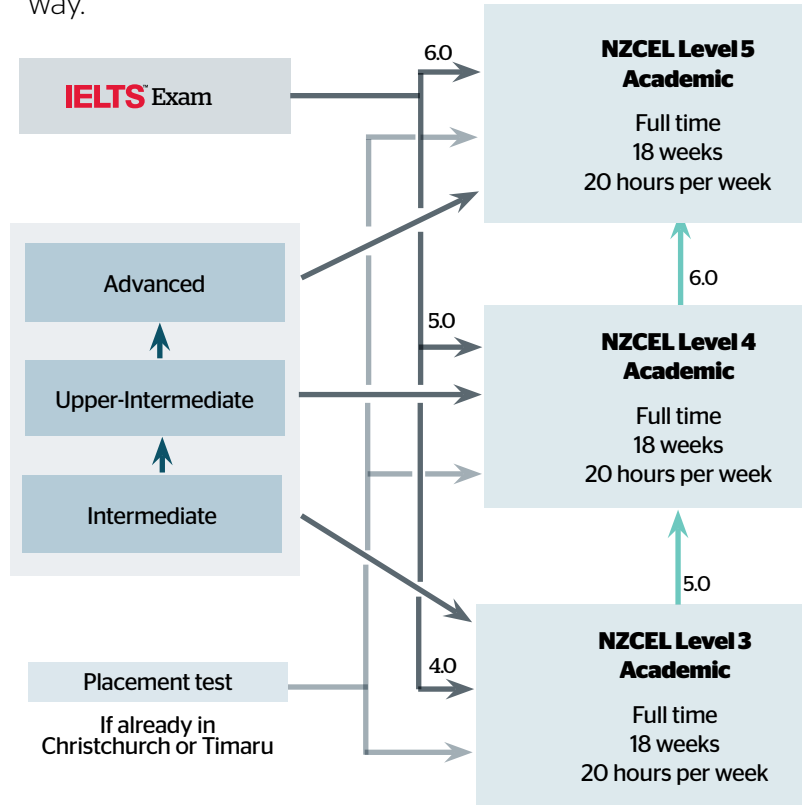 way.
IELTS™ Exam
6.0
NZCEL Level 5
Academic
Full time
18 weeks
20 hours per week
Advanced
Upper-Intermediate
Intermediate
6.0
5.0
NZCEL Level 4
Academic
Full time
18 weeks
20 hours per week
5.0
4.0
NZCEL Level 3
Academic
Full time
18 weeks
20 hours per week
Placement test
If already in
Christchurch or Timaru